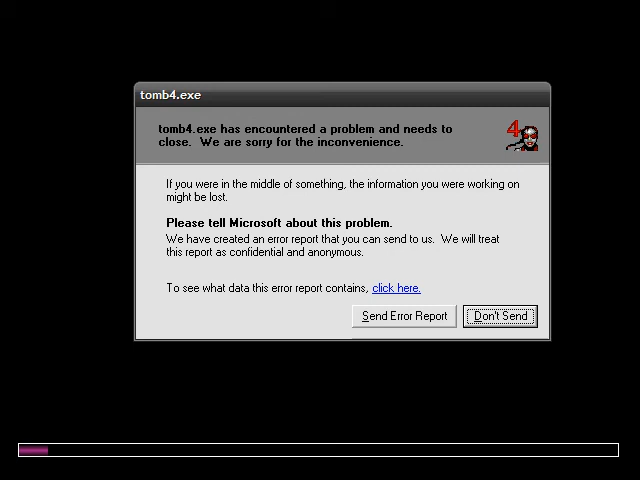 tomb4.exe
tomb4.exe has encountered a problem and needs to
close.  We are sorry for the inconvenience.
4
If you were in the middle of something, the information you were working on
might be lost.
Please tell Microsoft about this problem.
We have created an error report that you can send to us.  We will treat
this report as confidential and anonymous.
To see what data this error report contains, click here.
Send Error Report
Don't Send